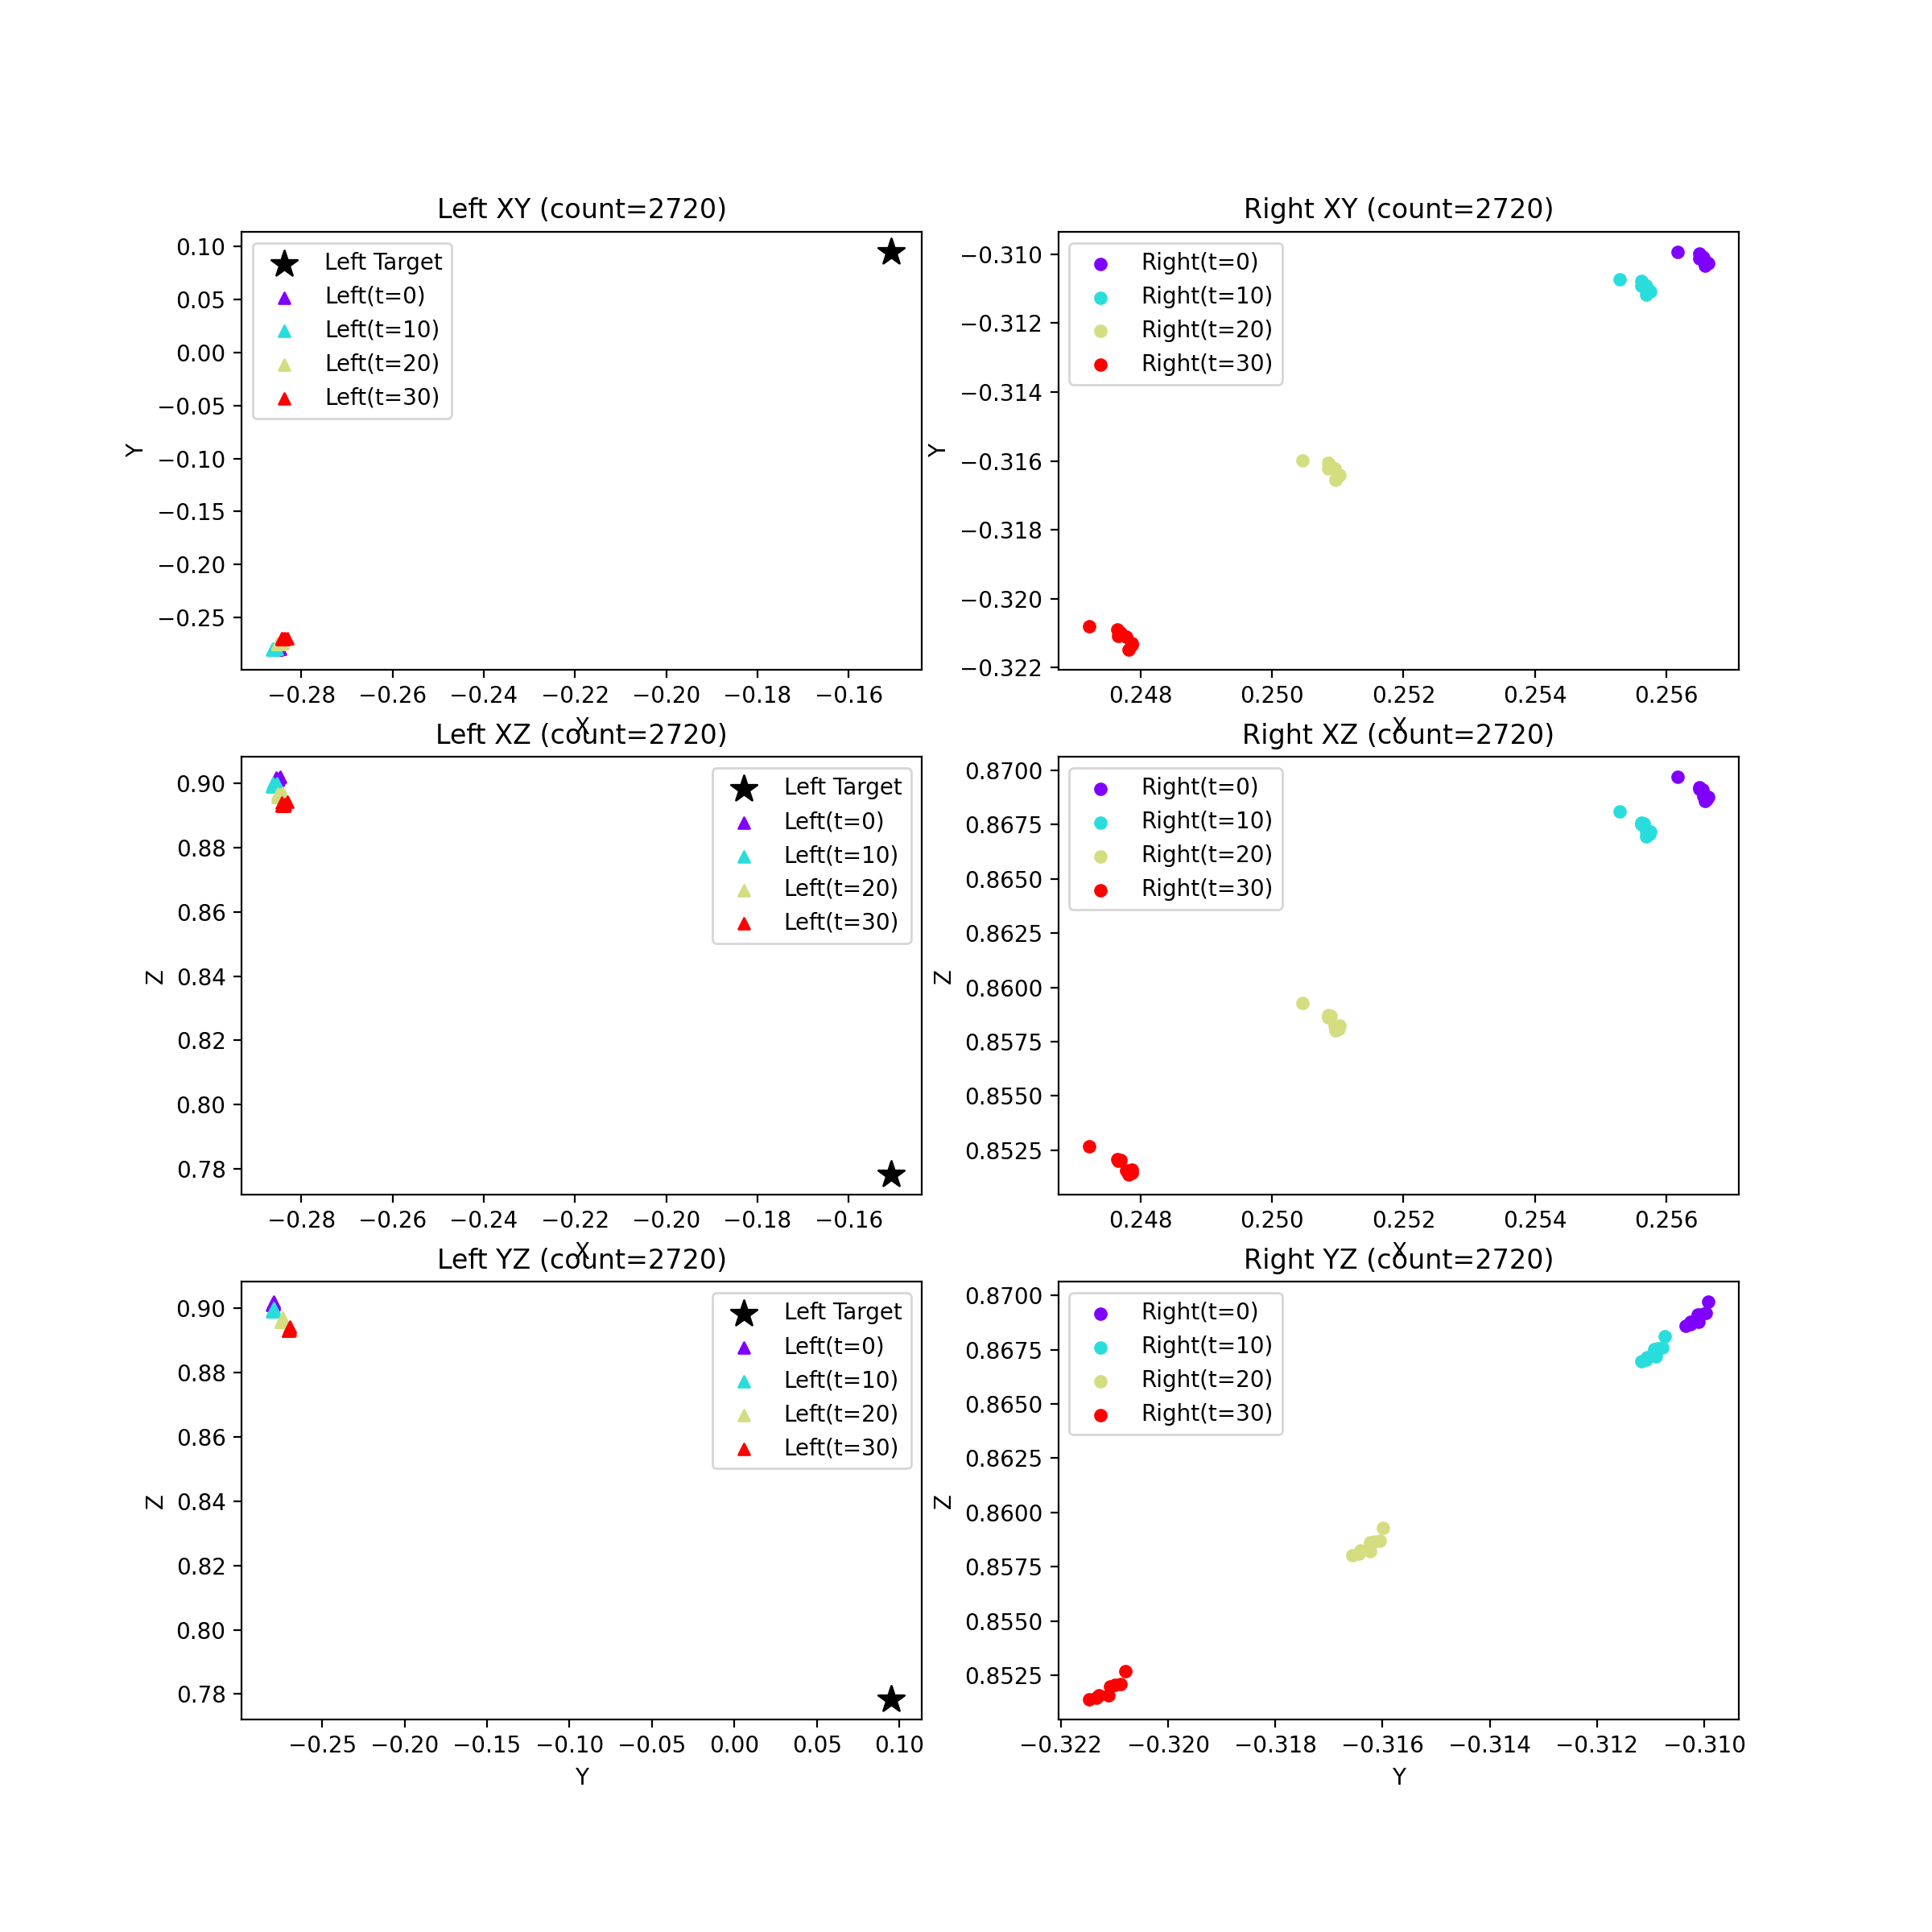 Left XY (count=2720)
0.10
0.05
0.00
−0.05
−0.10
−0.15
−0.20
−0.25
Y
Left Target
Left(t=0)
Left(t=10)
Left(t=20)
Left(t=30)
−0.28 −0.26 −0.24 −0.22 −0.20 −0.18 −0.16
X
Right XY (count=2720)
−0.310
−0.312
−0.314
−0.316
−0.318
−0.320
−0.322
Y
Right(t=0)
Right(t=10)
Right(t=20)
Right(t=30)
0.248 0.250 0.252 0.254 0.256
X
Left XZ (count=2720)
0.90
0.88
0.86
0.84
0.82
0.80
0.78
Z
Left Target
Left(t=0)
Left(t=10)
Left(t=20)
Left(t=30)
−0.28 −0.26 −0.24 −0.22 −0.20 −0.18 −0.16
X
Right XZ (count=2720)
0.8700
0.8675
0.8650
0.8625
0.8600
0.8575
0.8550
0.8525
Z
Right(t=0)
Right(t=10)
Right(t=20)
Right(t=30)
0.248 0.250 0.252 0.254 0.256
X
Left YZ (count=2720)
0.90
0.88
0.86
0.84
0.82
0.80
0.78
Z
Left Target
Left(t=0)
Left(t=10)
Left(t=20)
Left(t=30)
−0.25 −0.20 −0.15 −0.10 −0.05 0.00 0.05 0.10
Y
Right YZ (count=2720)
0.8700
0.8675
0.8650
0.8625
0.8600
0.8575
0.8550
0.8525
Z
Right(t=0)
Right(t=10)
Right(t=20)
Right(t=30)
−0.322 −0.320 −0.318 −0.316 −0.314 −0.312 −0.310
Y